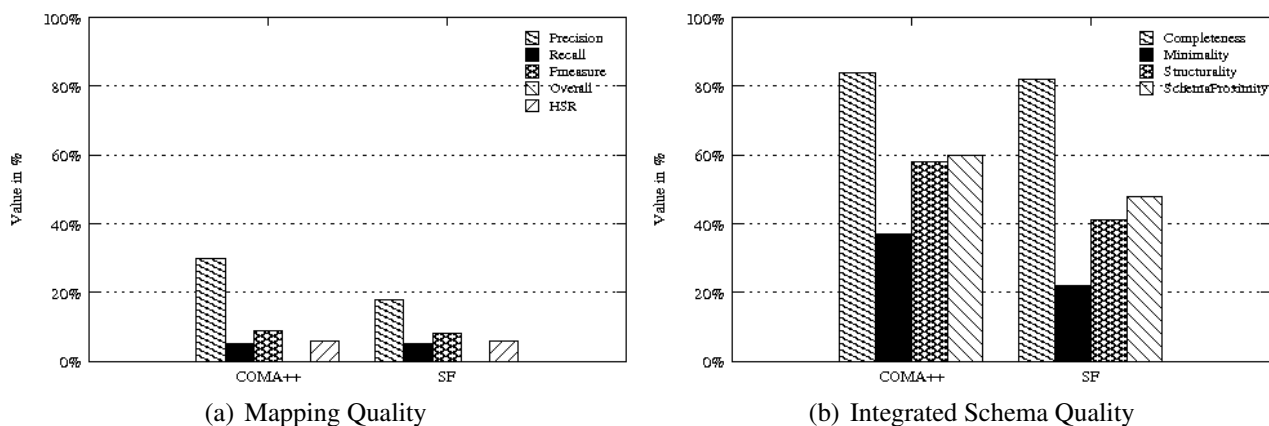 100%
80%
60%
40%
20%
0%
Value in %
Precision
Recall
Fmeasure
Overall
HSR
COMA++
SF
(a) Mapping Quality
100%
80%
60%
40%
20%
0%
Value in %
Completeness
Minimality
Structurality
SchemaProximity
COMA++
SF
(b) Integrated Schema Quality